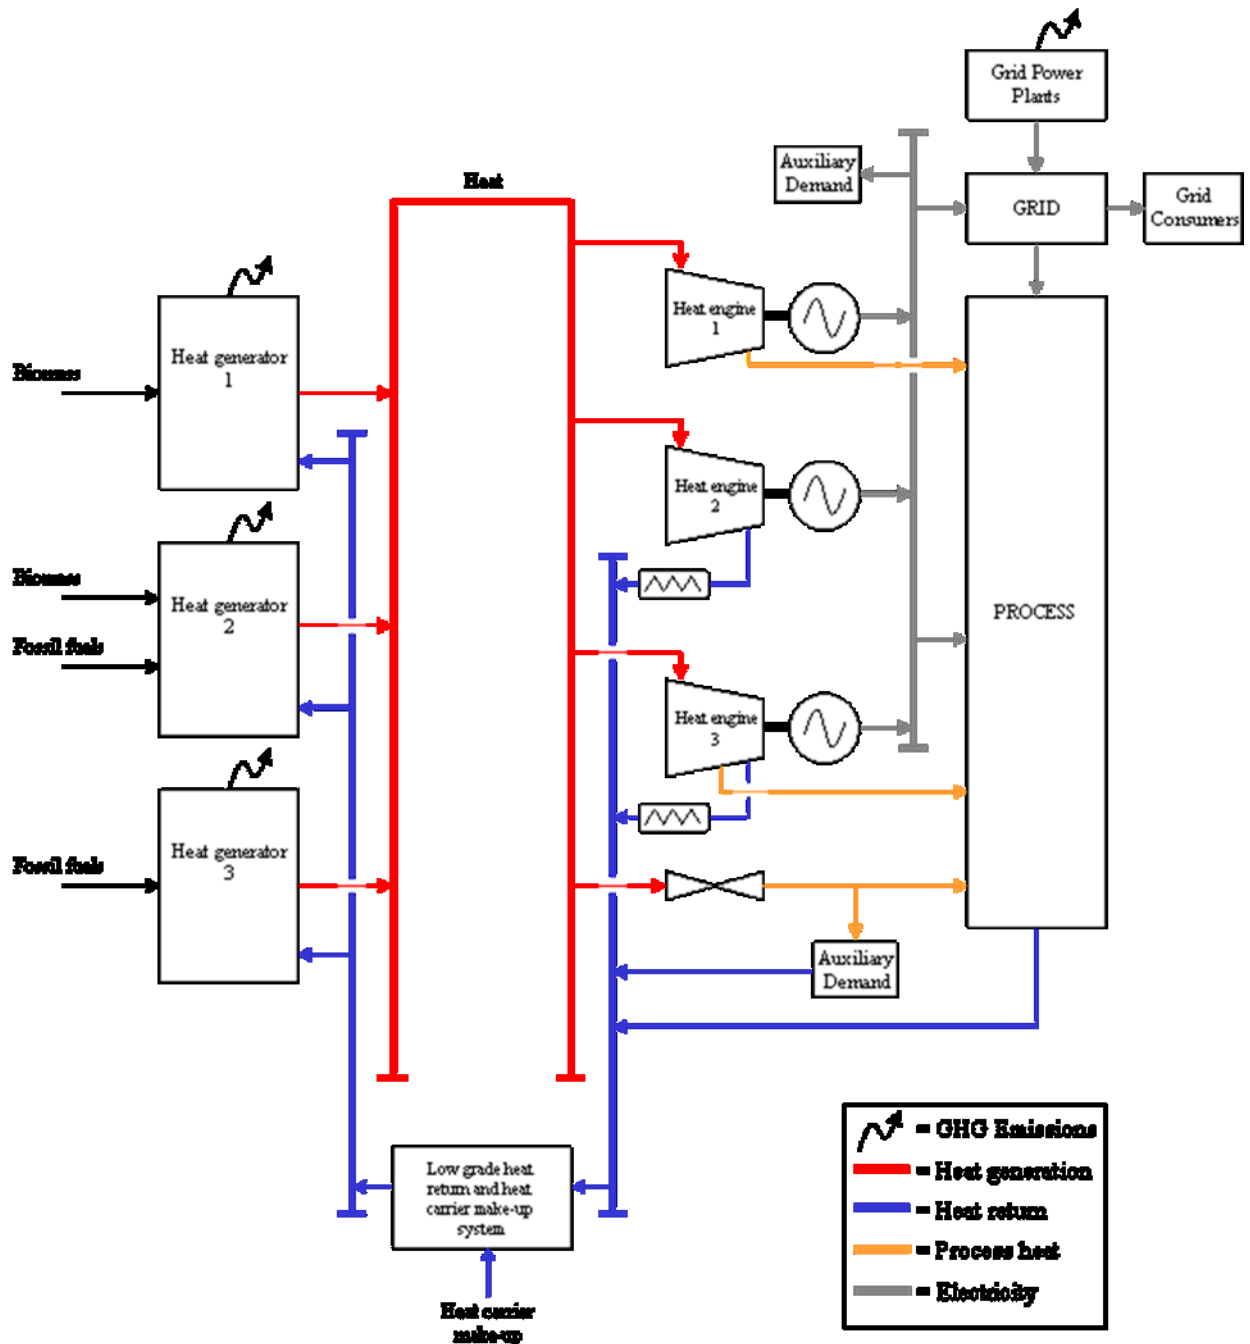 Grid Power
Plants
Auxiliary
Demand
GRID
Grid
Consumers
Heat
Heat engine
1
Heat generator
1
Biomass
Heat engine
2
Biomass
Heat generator
2
Fossil fuels
PROCESS
Heat engine
3
Heat generator
3
Fossil fuels
Auxiliary
Demand
Low grade heat
return and heat
carrier make-up
system
Heat carrier
make-up
= GHG Emissions
= Heat generation
= Heat return
= Process heat
= Electricity